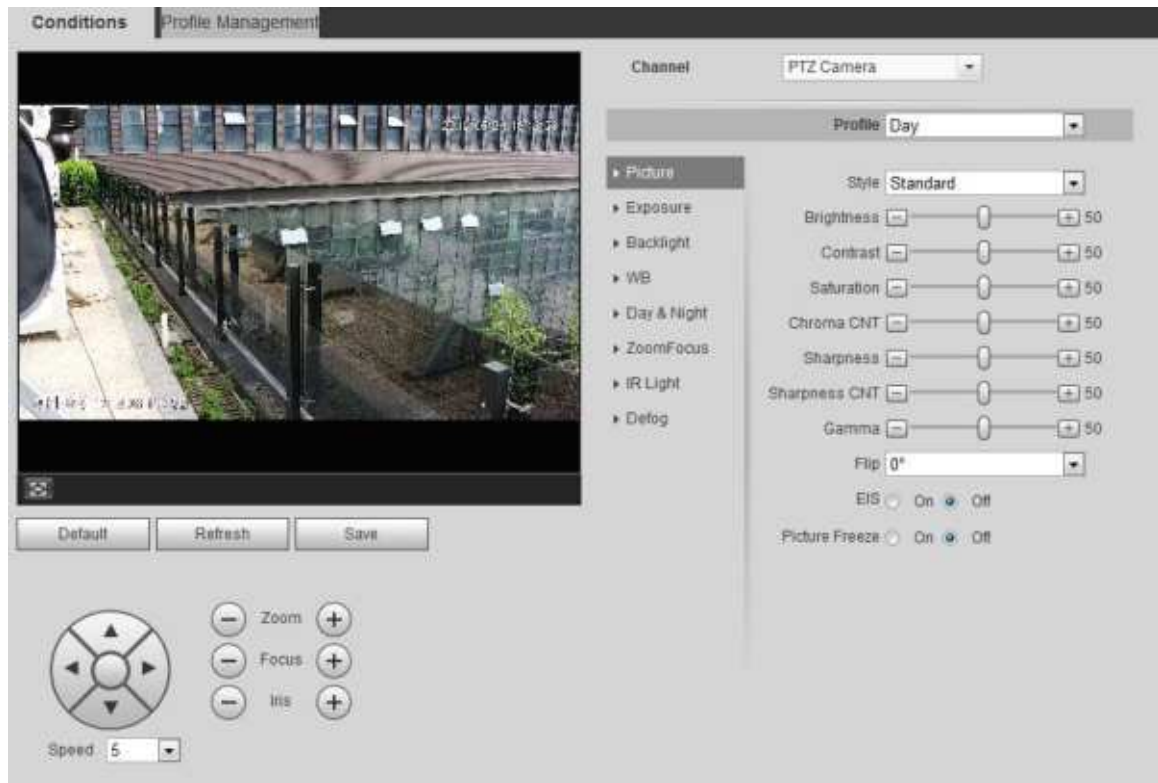 Conditions
Profile Management
Channel
PTZ Camera
Profile
Day
Picture
Exposure
Backlight
WB
Day & Night
ZoomFocus
IR Light
Defog
Style
Standard
Brightness
50
Contrast
50
Saturation
50
Chroma CNT
50
Sharpness
50
Sharpness CNT
50
Gamma
50
Flip
0°
EIS
On
Off
Picture Freeze
On
Off
Default
Refresh
Save
Zoom
Focus
Iris
Speed
5